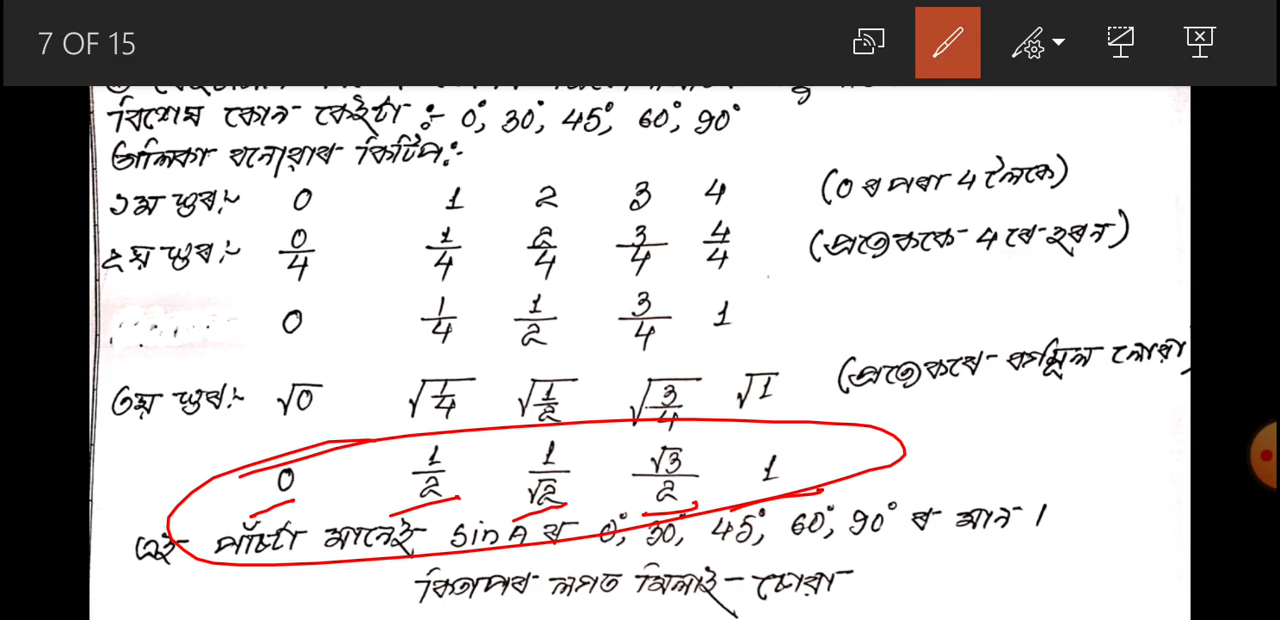 7 OF 15
বিশেষ কোন কেইটা :- 0°, 30°, 45°, 60°, 90°
তালিকা বনোৱাৰ কিটিপ:-
১ম স্তৰ:- 0 1 2 3 4 (0 ৰ পৰা 4 লৈকে)
২য় স্তৰ:- 0/4 1/4 2/4 3/4 4/4 (প্ৰত্যেককে 4 ৰে হৰন)
0 1/4 1/2 3/4 1
৩য় স্তৰ:- √0 √1/4 √1/2 √3/4 √1 (প্ৰত্যেকৰে বৰ্গমূল লোৱা)
0 1/2 1/√2 √3/2 1
এই পাঁচটা মানেই sin A ৰ 0°, 30°, 45°, 60°, 90° ৰ মান।
কিতাপৰ লগত মিলাই চোৱা